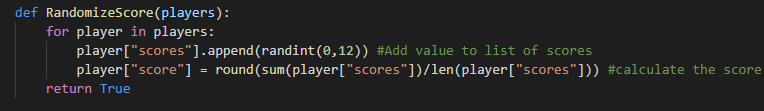 def RandomizeScore(players):
    for player in players:
        player["scores"].append(randint(0,12)) #Add value to list of scores
        player["score"] = round(sum(player["scores"])/len(player["scores"])) #calculate the score
    return True